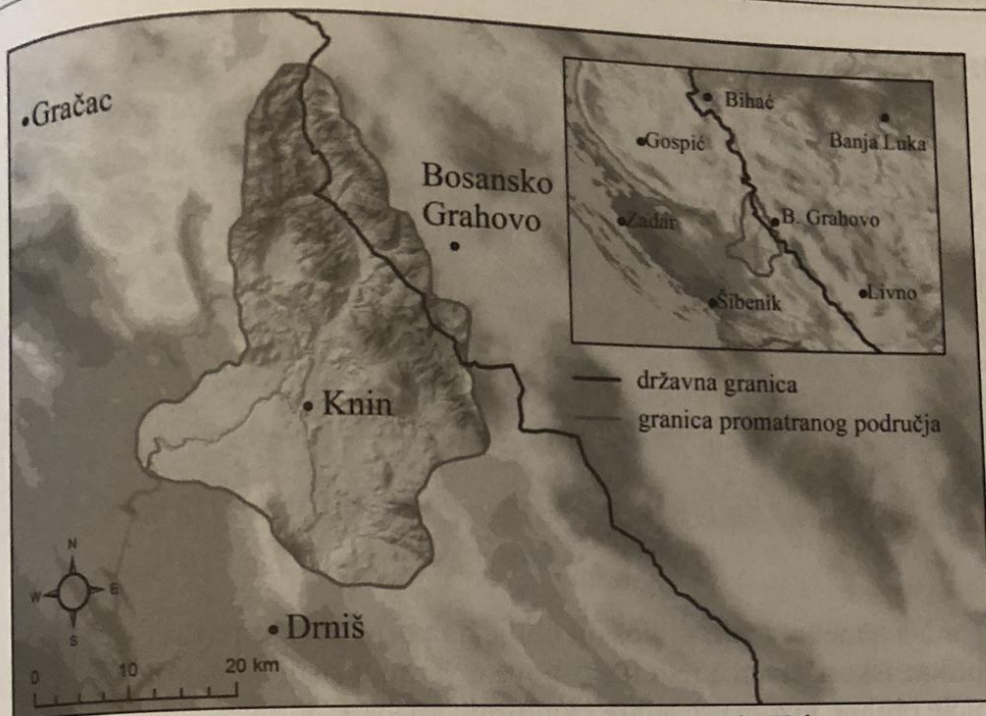 Gračac
Bosansko
Grahovo
Knin
Drniš
N
W
E
S
0
10
20 km
Bihać
Gospić
Banja Luka
Zadar
B. Grahovo
Šibenik
Livno
državna granica
granica promatranog područja